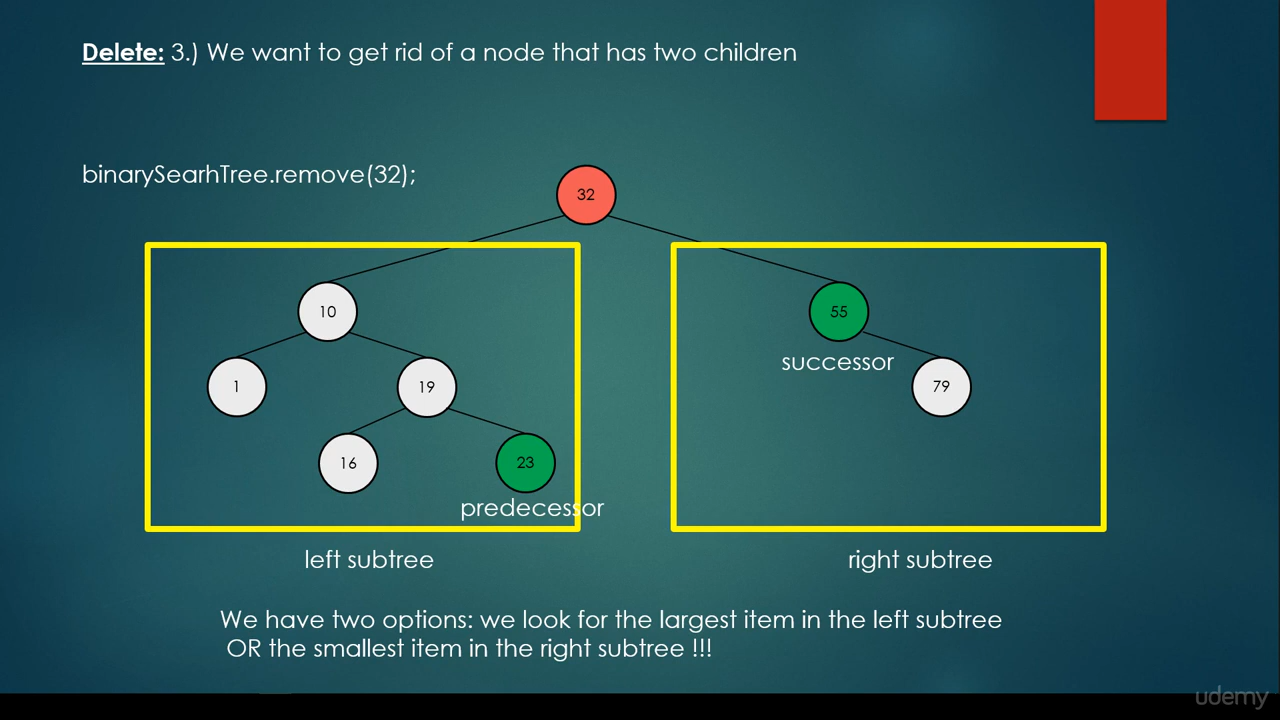 Delete: 3.) We want to get rid of a node that has two children
binarySearhTree.remove(32);
32
10
55
successor
1
19
79
16
23
predecessor
left subtree
right subtree
We have two options: we look for the largest item in the left subtree
OR the smallest item in the right subtree !!!
udemy